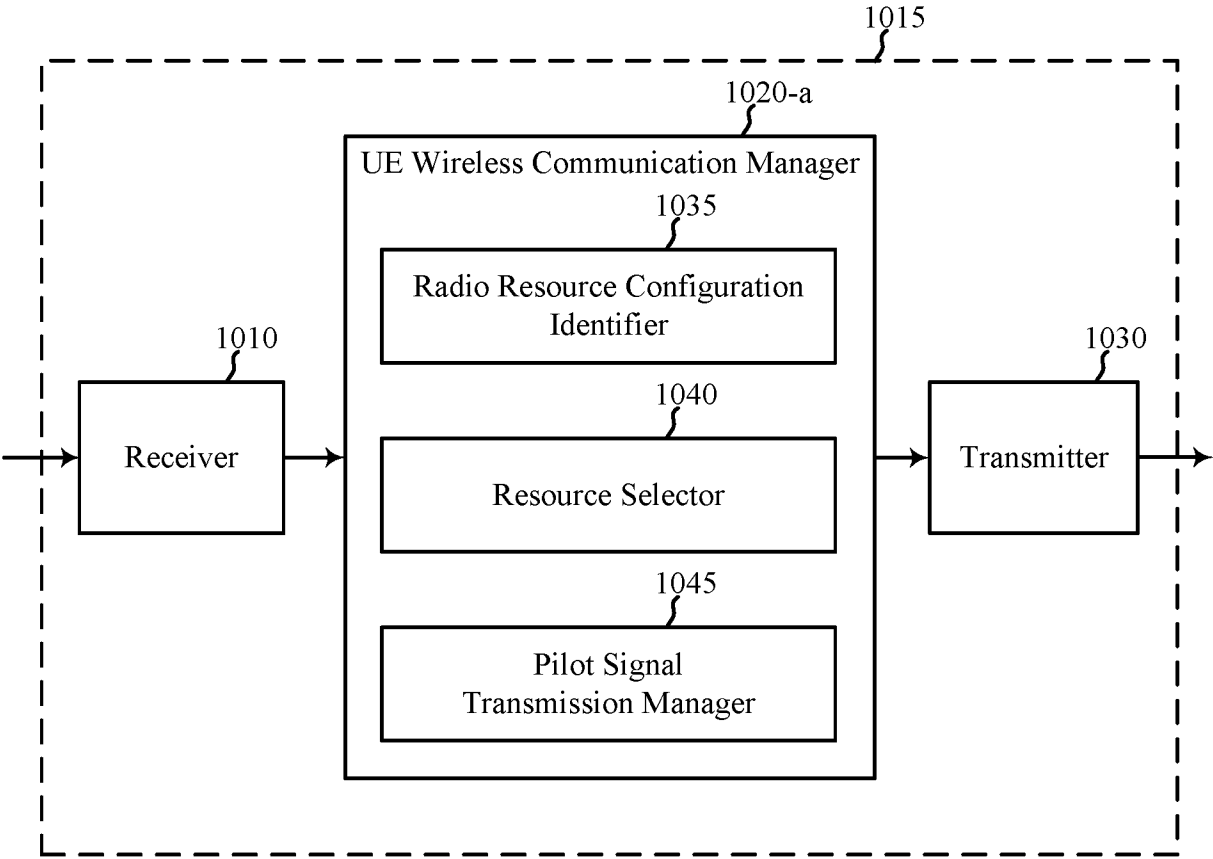 1015
1020-a
UE Wireless Communication Manager
1035
Radio Resource Configuration
Identifier
1010
Receiver
1040
Resource Selector
1030
Transmitter
1045
Pilot Signal
Transmission Manager